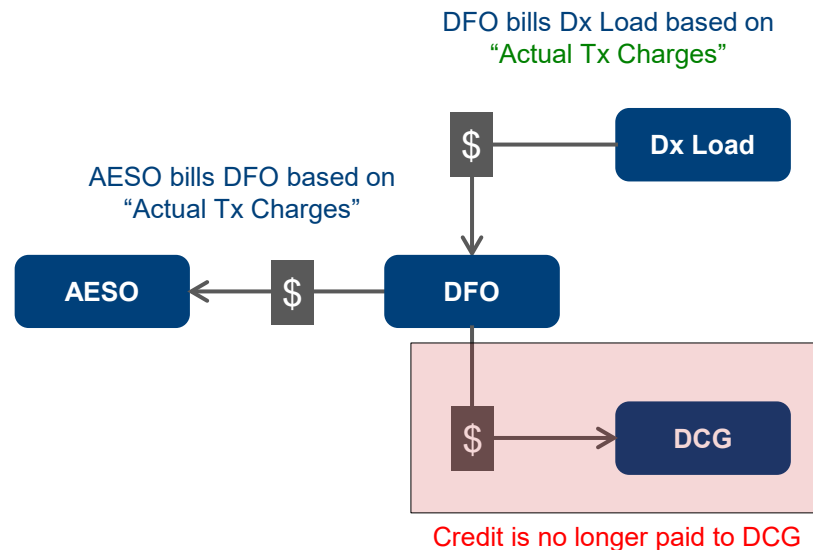 DFO bills Dx Load based on
“Actual Tx Charges”
$
Dx Load
AESO bills DFO based on
“Actual Tx Charges”
AESO
$
DFO
$
DCG
Credit is no longer paid to DCG